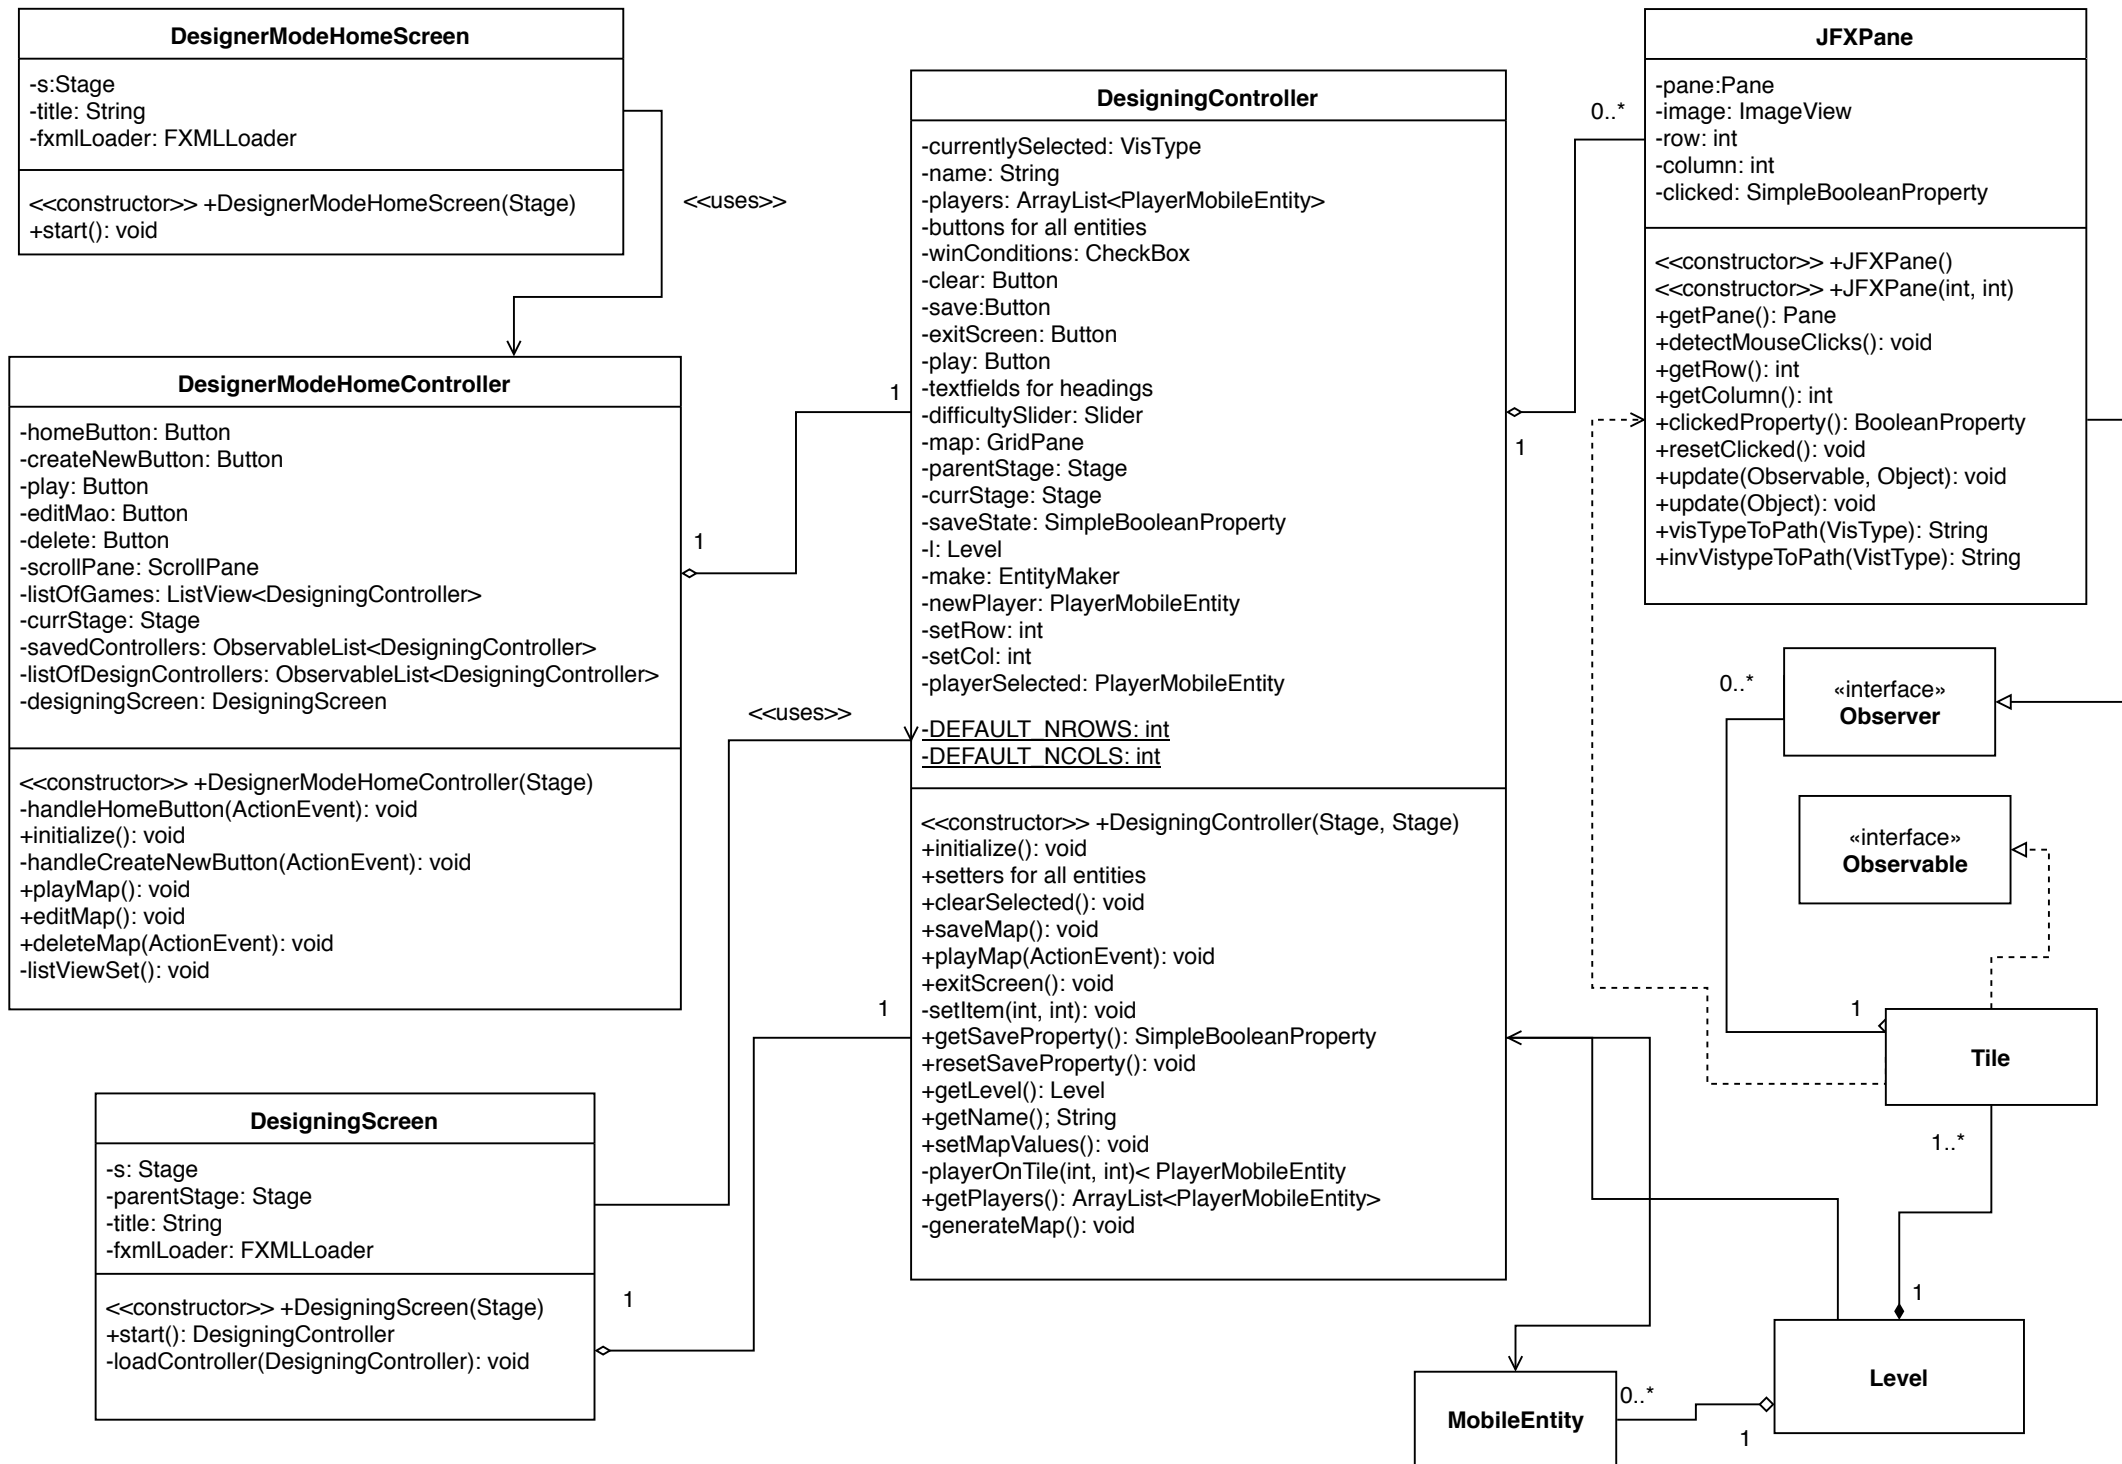 DesignerModeHomeScreen
-s:Stage
-title: String
-fxmlLoader: FXMLLoader
<<constructor>> +DesignerModeHomeScreen(Stage)
+start(): void
<<uses>>
DesignerModeHomeController
-homeButton: Button
-createNewButton: Button
-play: Button
-editMao: Button
-delete: Button
-scrollPane: ScrollPane
-listOfGames: ListView<DesigningController>
-currStage: Stage
-savedControllers: ObservableList<DesigningController>
-listOfDesignControllers: ObservableList<DesigningController>
-designingScreen: DesigningScreen
<<constructor>> +DesignerModeHomeController(Stage)
-handleHomeButton(ActionEvent): void
+initialize(): void
-handleCreateNewButton(ActionEvent): void
+playMap(): void
+editMap(): void
+deleteMap(ActionEvent): void
-listViewSet(): void
1
1
<<uses>>
DesigningScreen
-s: Stage
-parentStage: Stage
-title: String
-fxmlLoader: FXMLLoader
<<constructor>> +DesigningScreen(Stage)
+start(): DesigningController
-loadController(DesigningController): void
1
1
DesigningController
-currentlySelected: VisType
-name: String
-players: ArrayList<PlayerMobileEntity>
-buttons for all entities
-winConditions: CheckBox
-clear: Button
-save:Button
-exitScreen: Button
-play: Button
-textfields for headings
-difficultySlider: Slider
-map: GridPane
-parentStage: Stage
-currStage: Stage
-saveState: SimpleBooleanProperty
-l: Level
-make: EntityMaker
-newPlayer: PlayerMobileEntity
-setRow: int
-setCol: int
-playerSelected: PlayerMobileEntity
-DEFAULT_NROWS: int
-DEFAULT_NCOLS: int
<<constructor>> +DesigningController(Stage, Stage)
+initialize(): void
+setters for all entities
+clearSelected(): void
+saveMap(): void
+playMap(ActionEvent): void
+exitScreen(): void
-setItem(int, int): void
+getSaveProperty(): SimpleBooleanProperty
+resetSaveProperty(): void
+getLevel(): Level
+getName(); String
+setMapValues(): void
-playerOnTile(int, int)< PlayerMobileEntity
+getPlayers(): ArrayList<PlayerMobileEntity>
-generateMap(): void
0..*
1
JFXPane
-pane:Pane
-image: ImageView
-row: int
-column: int
-clicked: SimpleBooleanProperty
<<constructor>> +JFXPane()
<<constructor>> +JFXPane(int, int)
+getPane(): Pane
+detectMouseClicks(): void
+getRow(): int
+getColumn(): int
+clickedProperty(): BooleanProperty
+resetClicked(): void
+update(Observable, Object): void
+update(Object): void
+visTypeToPath(VisType): String
+invVistypeToPath(VistType): String
0..*
«interface»
Observer
«interface»
Observable
1
Tile
1..*
1
Level
0..*
1
MobileEntity